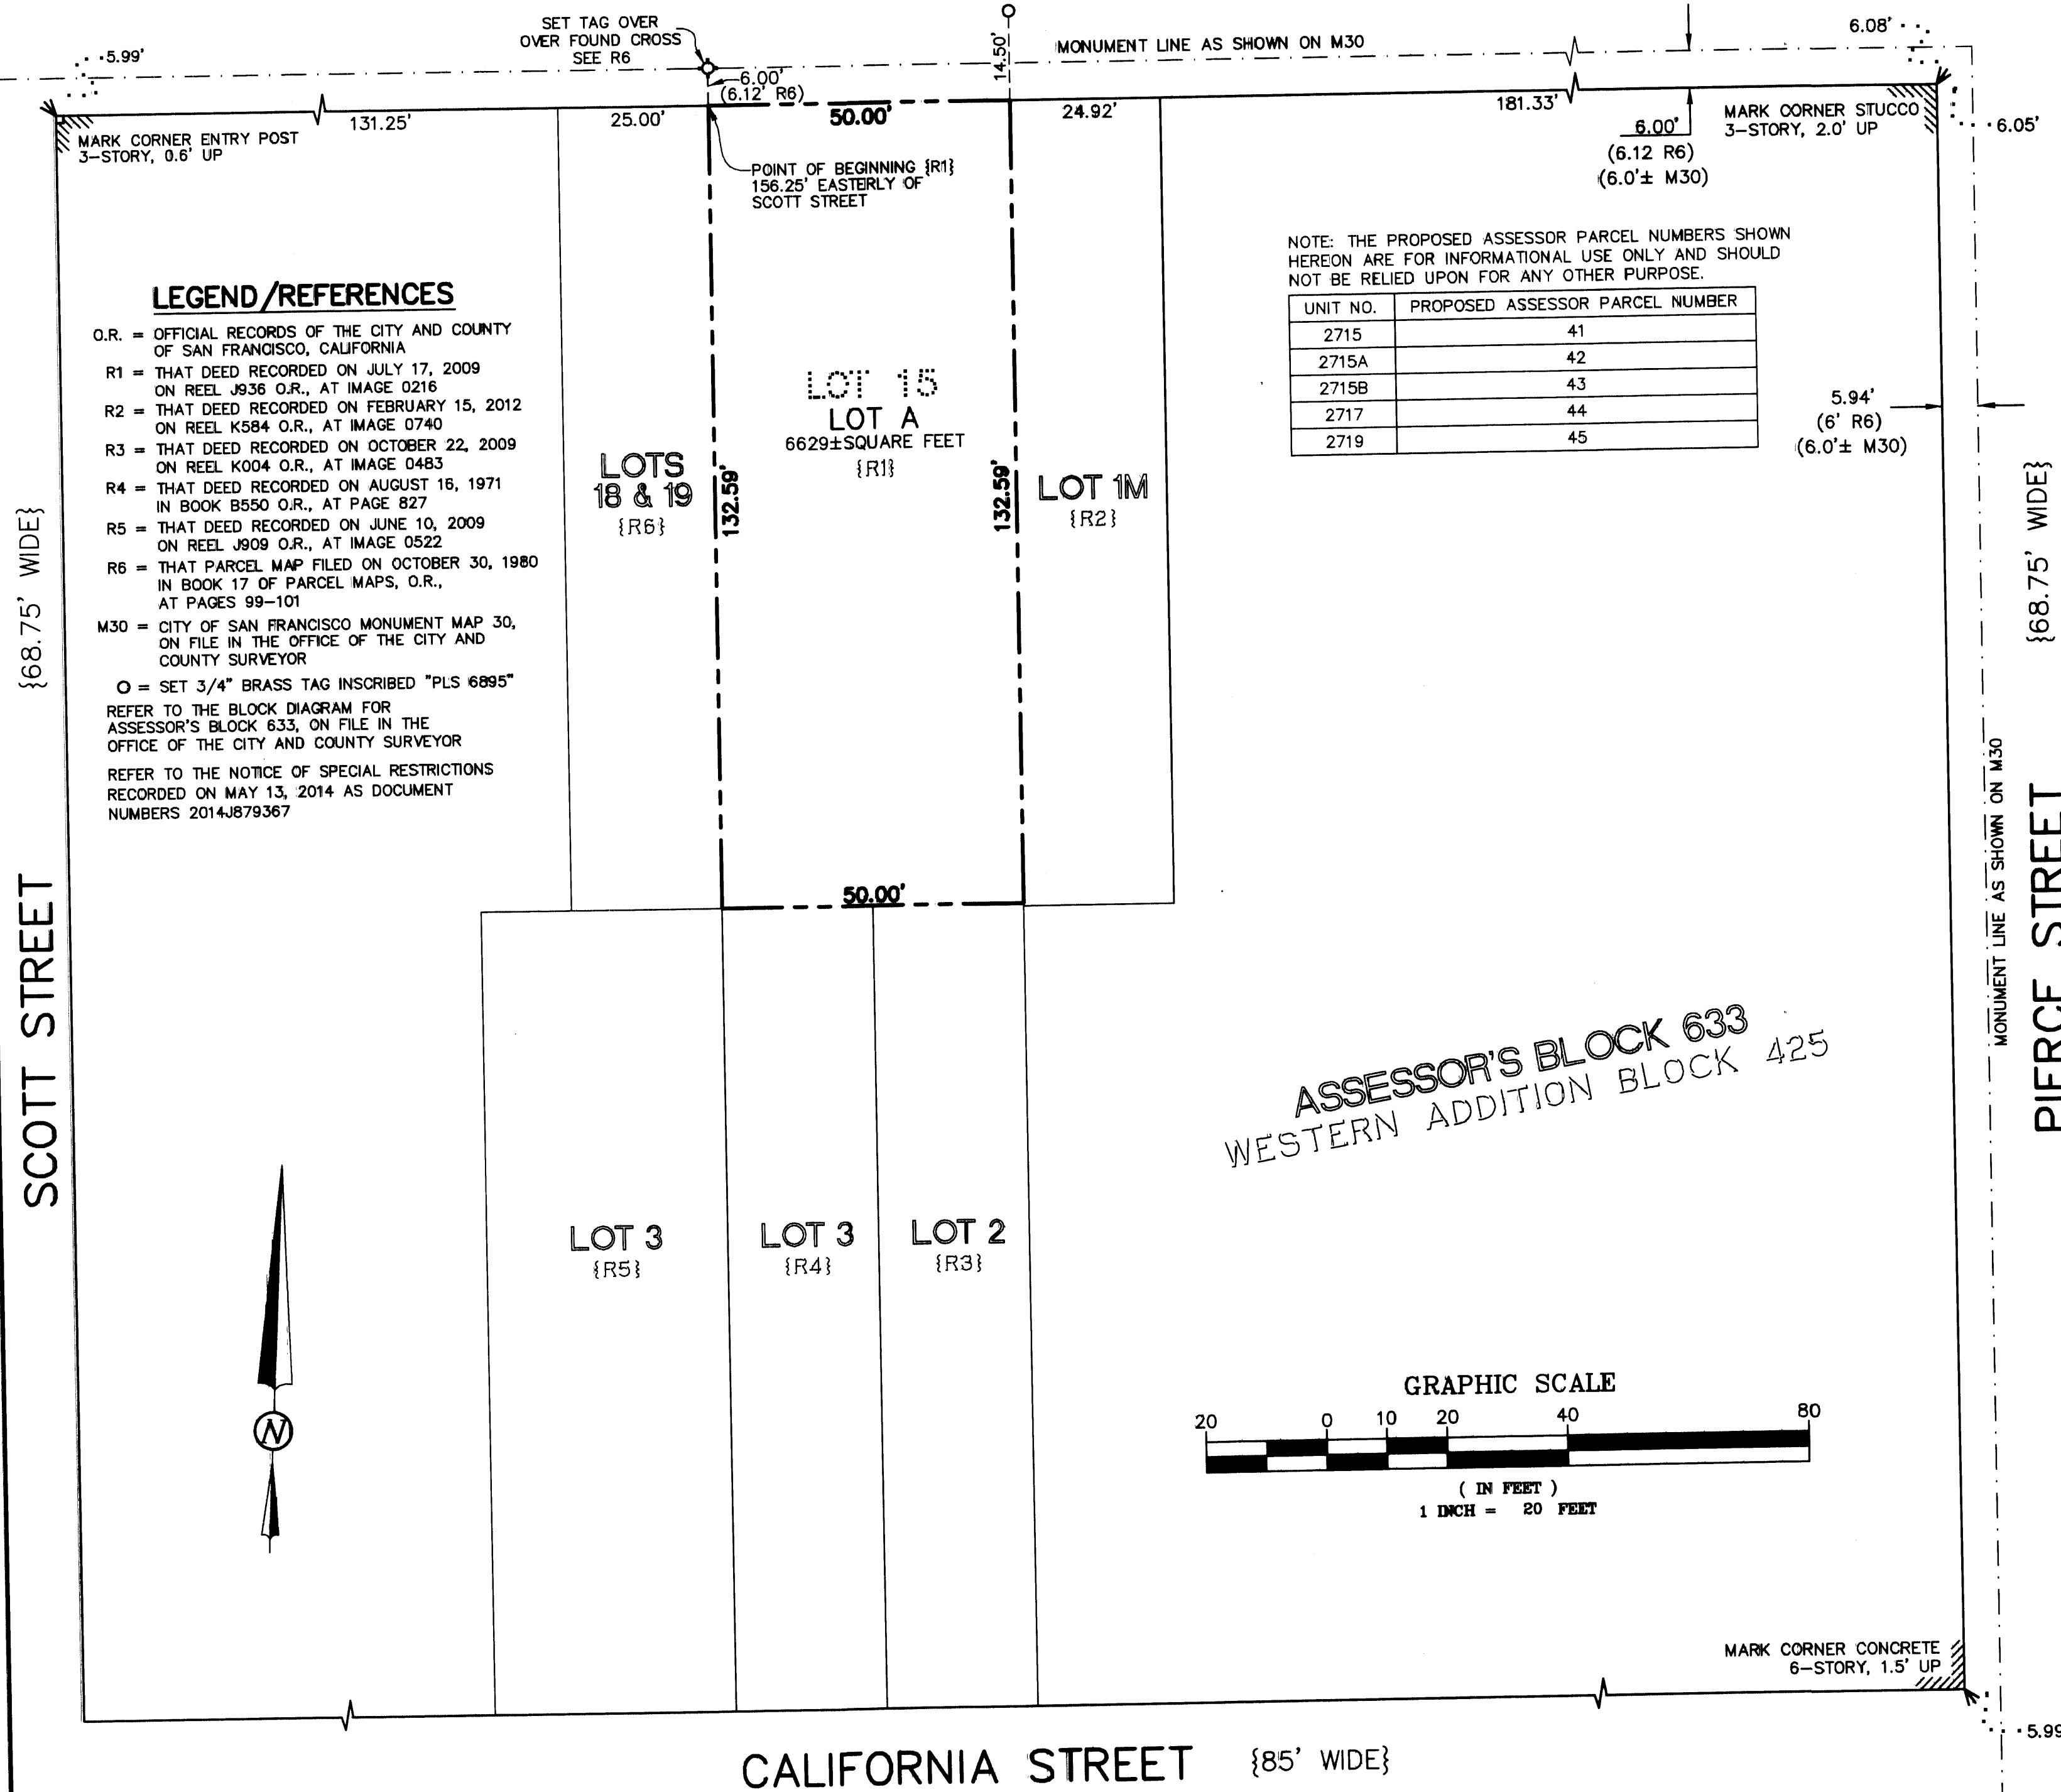 SET TAG OVER
OVER FOUND CROSS
SEE R6
5.99'
14.50'
MONUMENT LINE AS SHOWN ON M30
6.08'
6.00'
(6.12' R6)
131.25'
25.00'
50.00'
24.92'
181.33'
MARK CORNER ENTRY POST
3-STORY, 0.6' UP
POINT OF BEGINNING {R1}
156.25' EASTERLY OF
SCOTT STREET
6.00'
(6.12 R6)
(6.0'± M30)
MARK CORNER STUCCO
3-STORY, 2.0' UP
6.05'
NOTE: THE PROPOSED ASSESSOR PARCEL NUMBERS SHOWN
HEREON ARE FOR INFORMATIONAL USE ONLY AND SHOULD
NOT BE RELIED UPON FOR ANY OTHER PURPOSE.
UNIT NO. PROPOSED ASSESSOR PARCEL NUMBER
2715 41
2715A 42
2715B 43
2717 44
2719 45
5.94'
(6' R6)
(6.0'± M30)
LEGEND/REFERENCES
O.R. = OFFICIAL RECORDS OF THE CITY AND COUNTY
OF SAN FRANCISCO, CALIFORNIA
R1 = THAT DEED RECORDED ON JULY 17, 2009
ON REEL J936 O.R., AT IMAGE 0216
R2 = THAT DEED RECORDED ON FEBRUARY 15, 2012
ON REEL K584 O.R., AT IMAGE 0740
R3 = THAT DEED RECORDED ON OCTOBER 22, 2009
ON REEL K004 O.R., AT IMAGE 0483
R4 = THAT DEED RECORDED ON AUGUST 16, 1971
IN BOOK B550 O.R., AT PAGE 827
R5 = THAT DEED RECORDED ON JUNE 10, 2009
ON REEL J909 O.R., AT IMAGE 0522
R6 = THAT PARCEL MAP FILED ON OCTOBER 30, 1980
IN BOOK 17 OF PARCEL MAPS, O.R.,
AT PAGES 99-101
M30 = CITY OF SAN FRANCISCO MONUMENT MAP 30,
ON FILE IN THE OFFICE OF THE CITY AND
COUNTY SURVEYOR
O = SET 3/4" BRASS TAG INSCRIBED "PLS 6895"
REFER TO THE BLOCK DIAGRAM FOR
ASSESSOR'S BLOCK 633, ON FILE IN THE
OFFICE OF THE CITY AND COUNTY SURVEYOR
REFER TO THE NOTICE OF SPECIAL RESTRICTIONS
RECORDED ON MAY 13, 2014 AS DOCUMENT
NUMBERS 2014J879367
LOT 15
LOT A
6629±SQUARE FEET
{R1}
LOTS
18 & 19
{R6}
132.59'
132.59'
LOT 1M
{R2}
50.00'
{68.75' WIDE}
SCOTT STREET
{68.75' WIDE}
MONUMENT LINE AS SHOWN ON M30
PIERCE STREET
ASSESSOR'S BLOCK 633
WESTERN ADDITION BLOCK 425
LOT 3
{R5}
LOT 3
{R4}
LOT 2
{R3}
N
GRAPHIC SCALE
20 0 10 20 40 80
( IN FEET )
1 INCH = 20 FEET
MARK CORNER CONCRETE
6-STORY, 1.5' UP
5.99
CALIFORNIA STREET {85' WIDE}